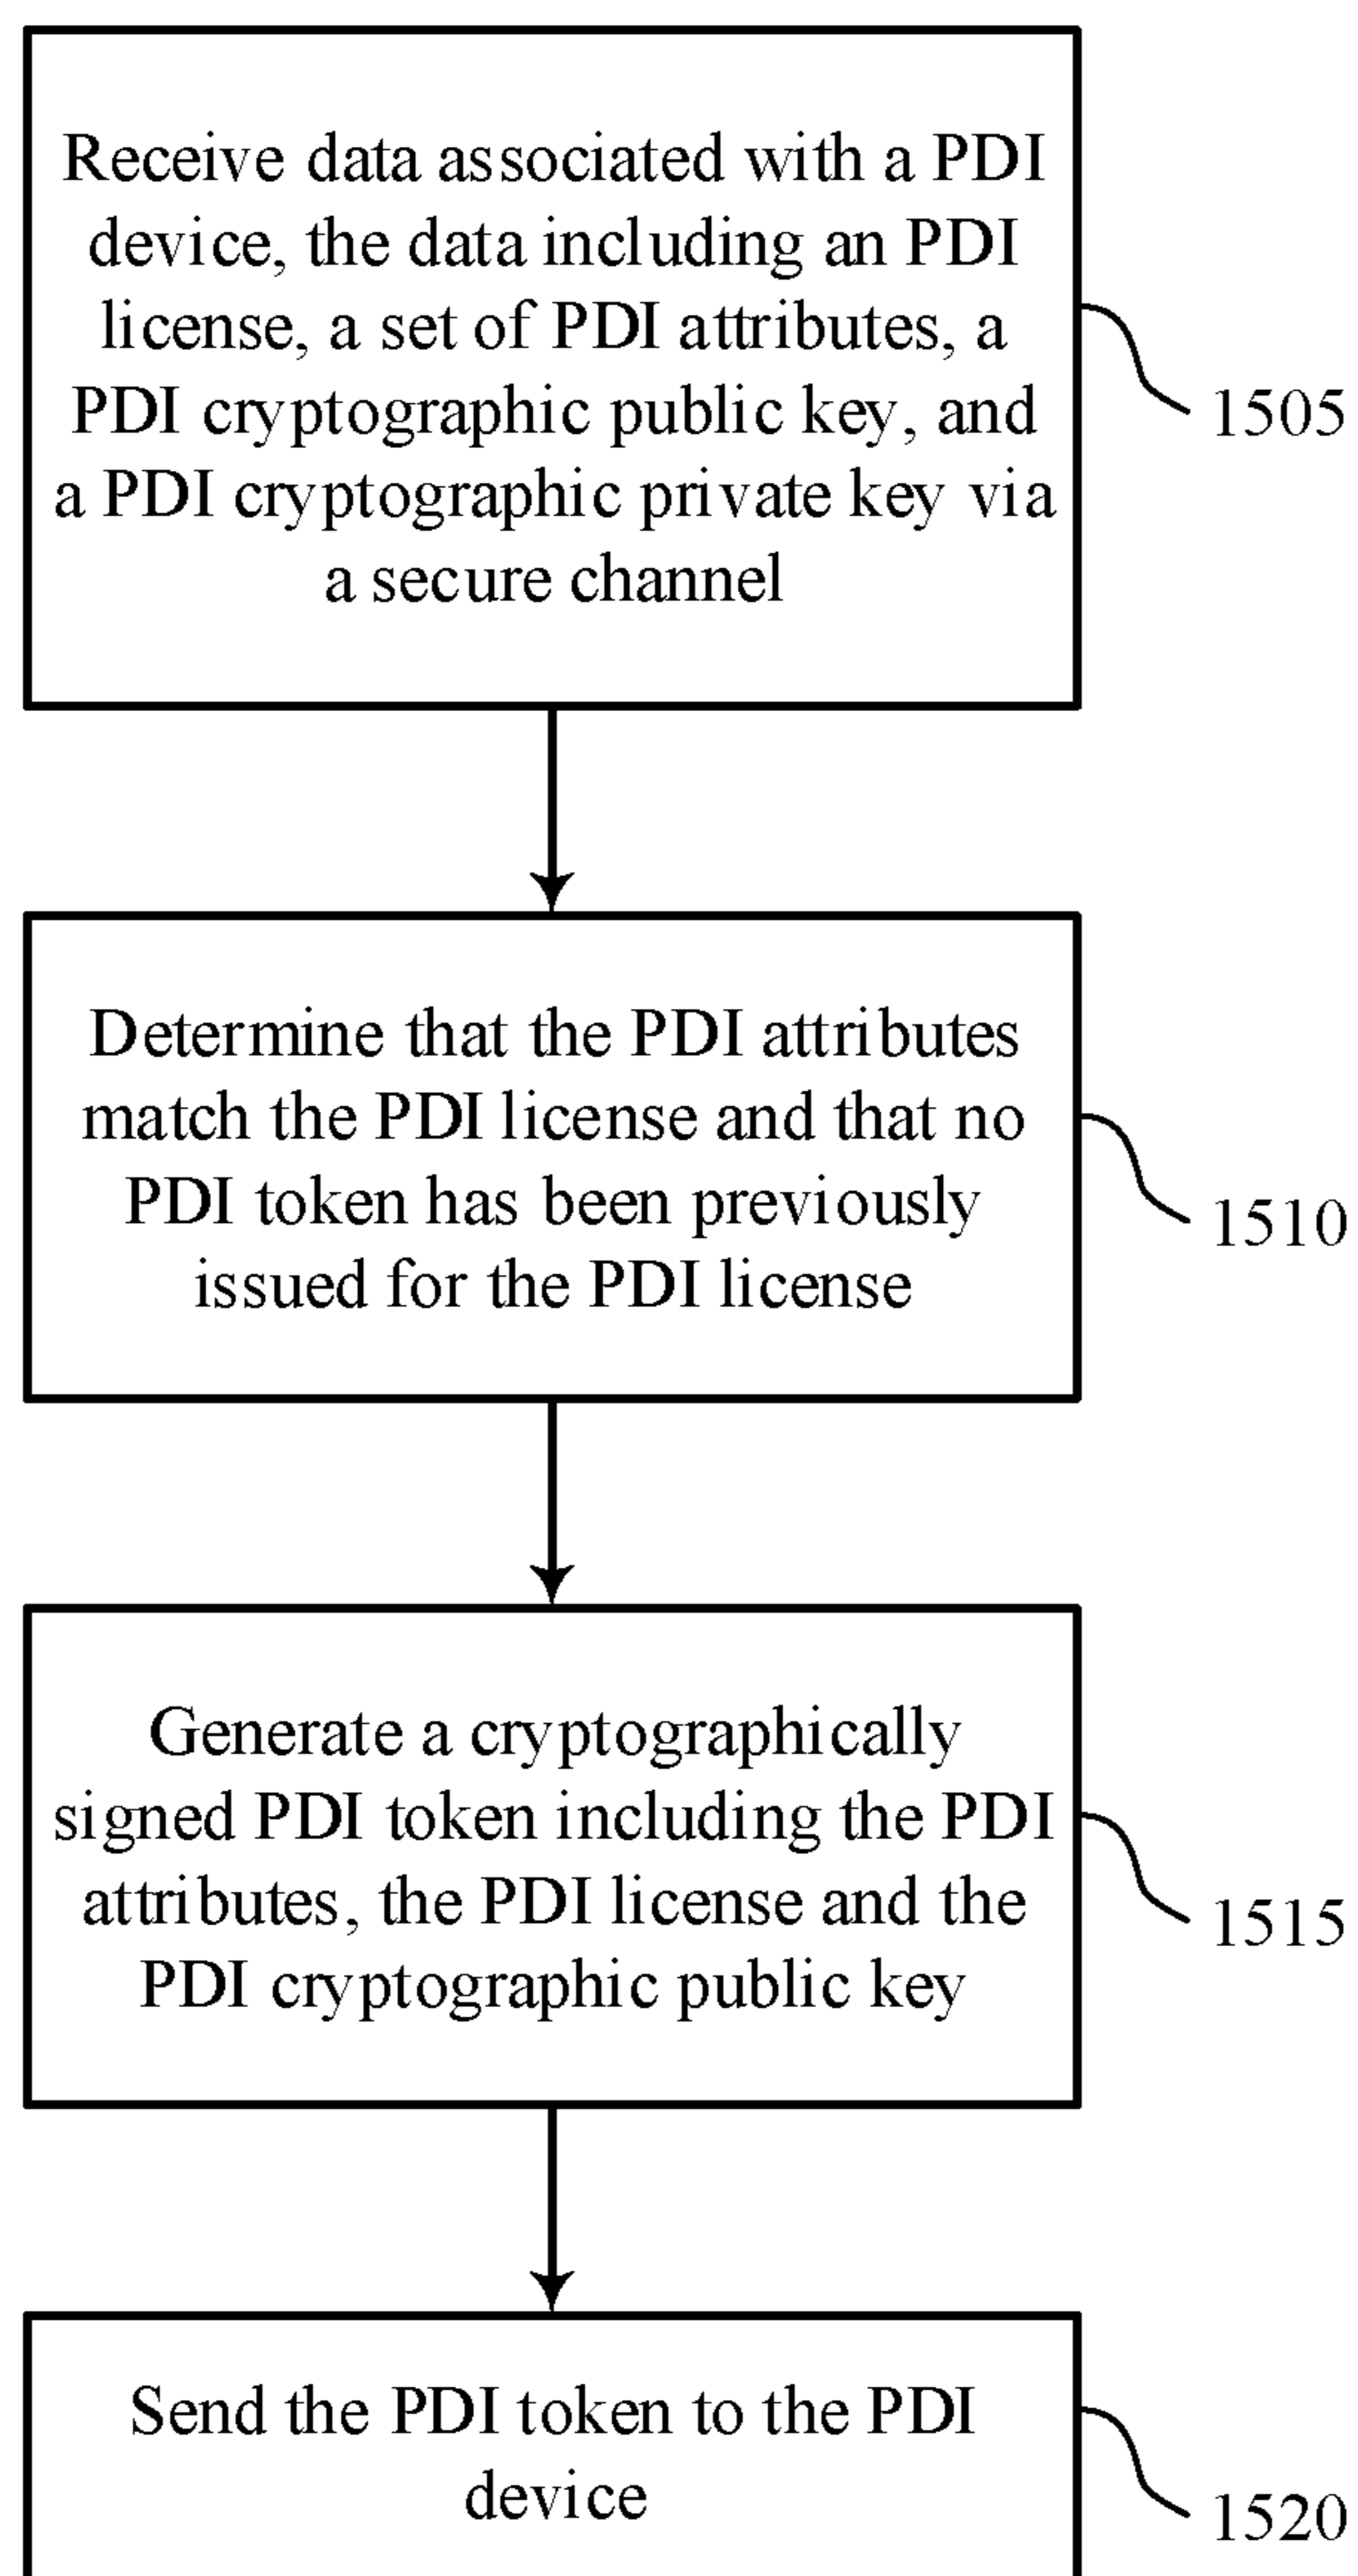 Receive data associated with a PDI
device, the data including an PDI
license, a set of PDI attributes, a
PDI cryptographic public key, and
a PDI cryptographic private key via
a secure channel
1505
Determine that the PDI attributes
match the PDI license and that no
PDI token has been previously
issued for the PDI license
1510
Generate a cryptographically
signed PDI token including the PDI
attributes, the PDI license and the
PDI cryptographic public key
1515
Send the PDI token to the PDI
device
1520